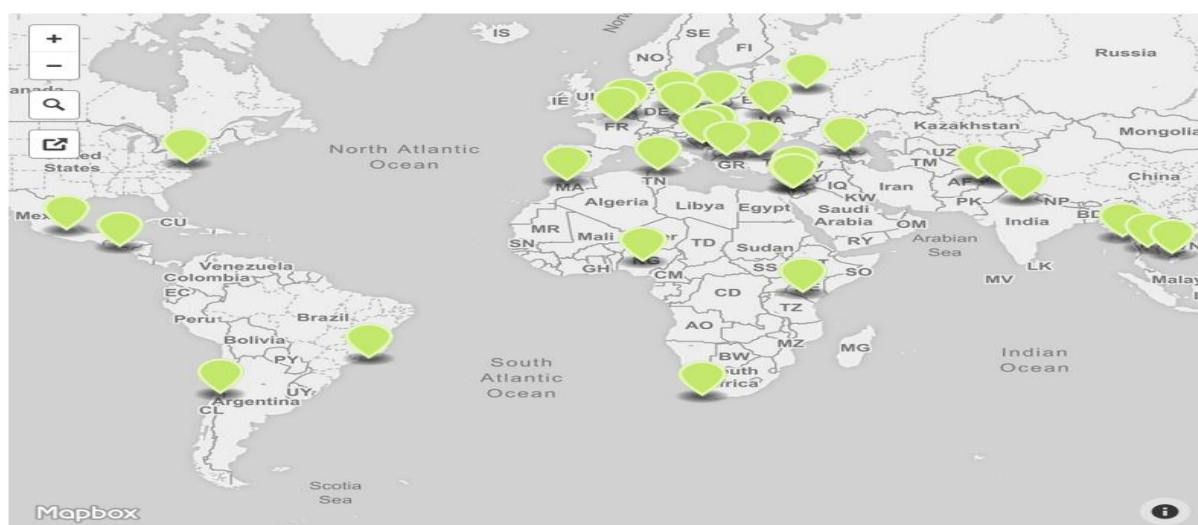 +
−
IS
SE
NO
FI
Russia
IE
DE
FR
Kazakhstan
Mongolia
North Atlantic
Ocean
States
UZ
TM
China
GR
MA
TN
IQ
Iran
AF
PK
NP
KW
Algeria
Libya
Egypt
Saudi
Arabia
India
BD
CU
MR
Mali
TD
Sudan
RY
OM
Arabian
Sea
SN
GH
CM
SS
SO
LK
MV
Venezuela
Colombia
EC
CD
TZ
Peru
Brazil
Bolivia
AO
MZ
MG
PY
BW
South
Atlantic
Ocean
Indian
Ocean
UY
Argentina
CL
Scotia
Sea
Mapbox
i